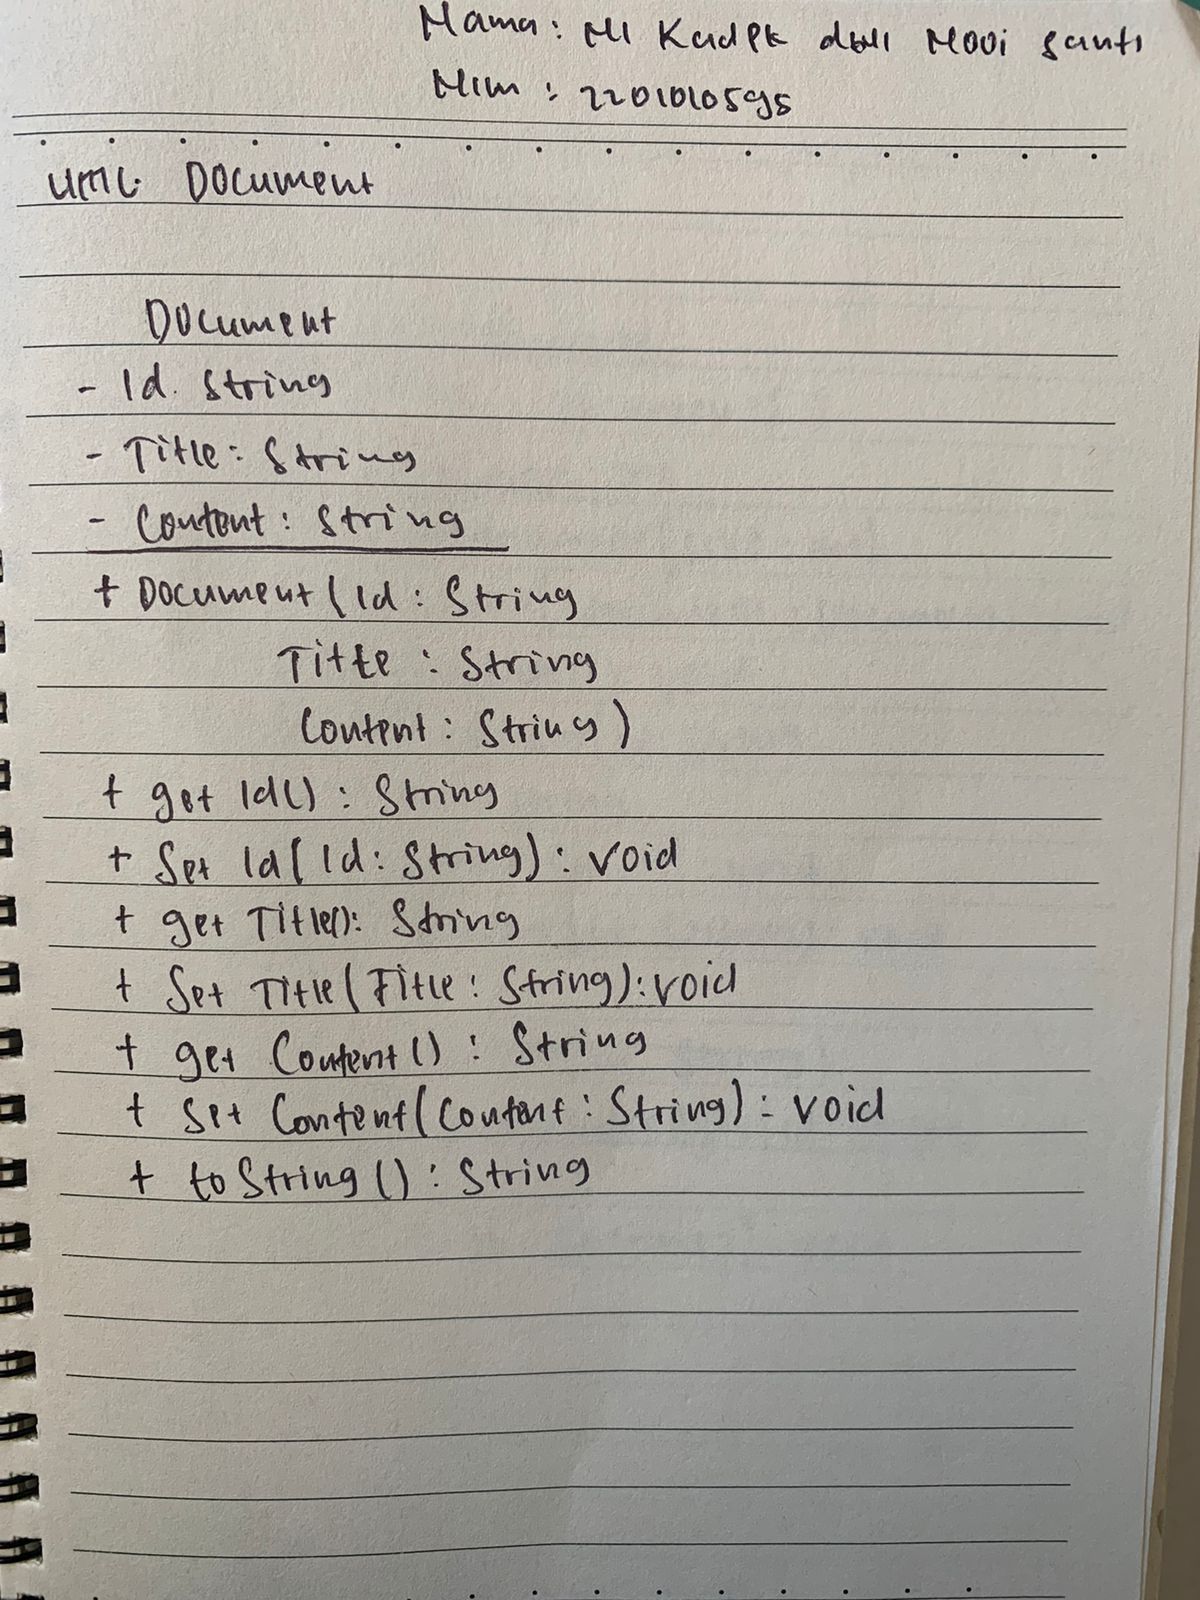 Nama: Ni Kadek dwi Novi santi
Nim : 2201010595
UML. Document
Document
- Id. String
- Title: String
- Content: String
+ Document (Id : String
Title : String
Content : String)
+ get Id() : String
+ Set Id (Id: String) : void
+ get Title(): String
+ Set Title (Title : String): void
+ get Content () : String
+ Set Content (Content : String) : void
+ toString () : String